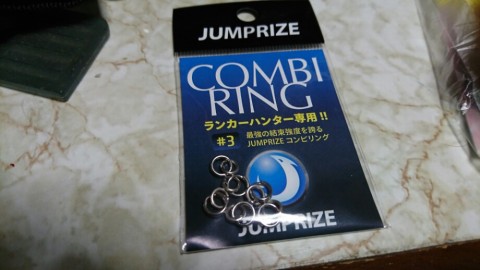 JUMPRIZE
COMBI
RING
ランカーハンター専用!!
#3
最強の結束強度を誇る
JUMPRIZE コンビリング
JUMPRIZE